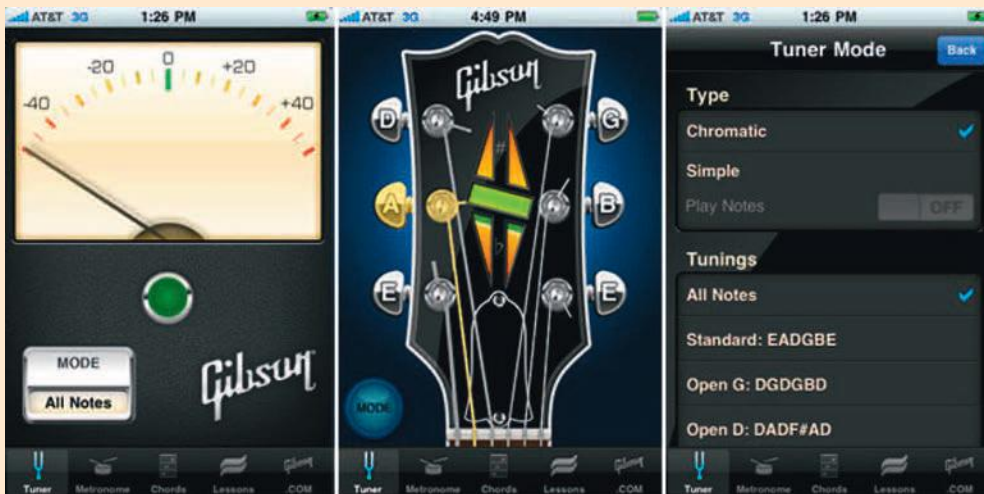 AT&T 3G 1:26 PM
-40 -20 0 +20 +40
MODE
All Notes
Gibson
Tuner Metronome Chords Lessons .COM
AT&T 3G 4:49 PM
Gibson
D G
#
A B
♭
E E
MODE
Tuner Metronome Chords Lessons .COM
AT&T 3G 1:26 PM
Tuner Mode Back
Type
Chromatic
Simple
Play Notes OFF
Tunings
All Notes
Standard: EADGBE
Open G: DGDGBD
Open D: DADF#AD
Tuner Metronome Chords Lessons .COM